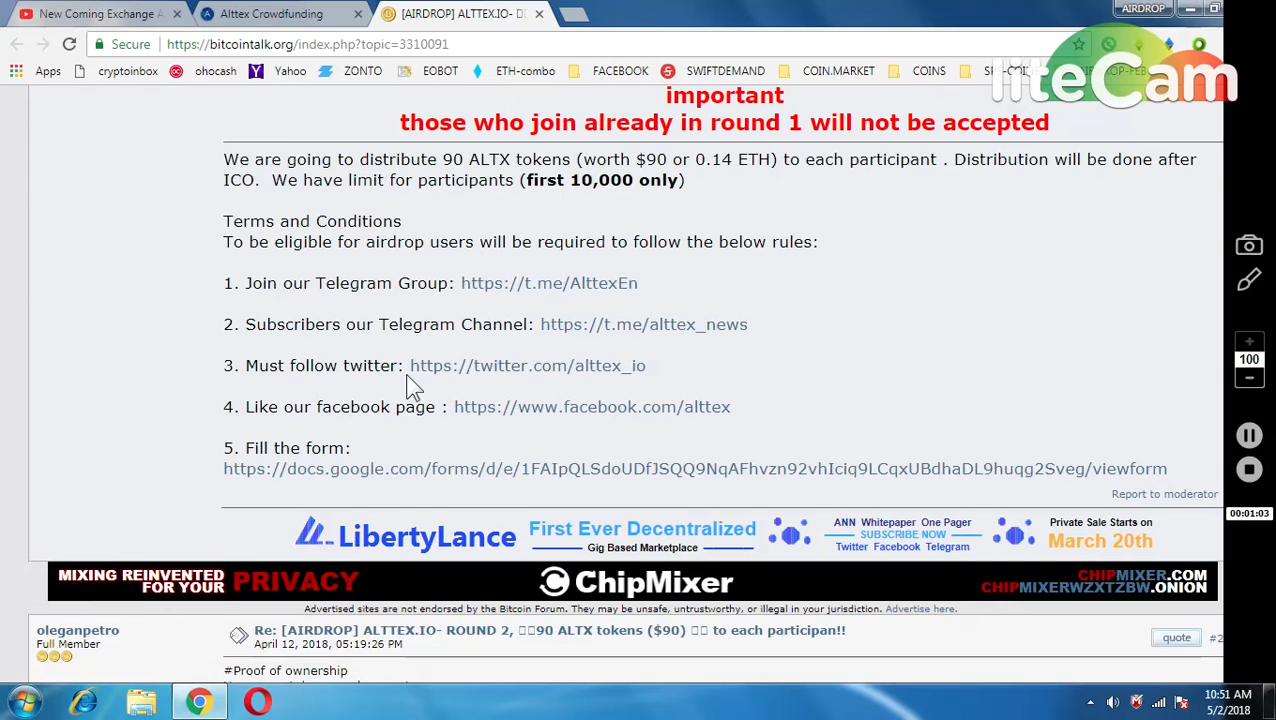 New Coming Exchange A
Alttex Crowdfunding
[AIRDROP] ALTTEX.IO-
AIRDROP
Secure
https://bitcointalk.org/index.php?topic=3310091
Apps
cryptoinbox
ohocash
Yahoo
EOBOT
ETH-combo
FACEBOOK
SWIFTDEMAND
COIN.MARKET
COINS
liteCam
important
those who join already in round 1 will not be accepted
We are going to distribute 90 ALTX tokens (worth $90 or 0.14 ETH) to each participant . Distribution will be done after
ICO. We have limit for participants (first 10,000 only)
Terms and Conditions
To be eligible for airdrop users will be required to follow the below rules:
1. Join our Telegram Group: https://t.me/AlttexEn
2. Subscribers our Telegram Channel: https://t.me/alttex_news
3. Must follow twitter: https://twitter.com/alttex_io
4. Like our facebook page : https://www.facebook.com/alttex
5. Fill the form:
https://docs.google.com/forms/d/e/1FAIpQLSdoUDfJSQQ9NqAFhvzn92vhIciq9LCqxUBdhaDL9huqg2Sveg/viewform
Report to moderator
LibertyLance
First Ever Decentralized
Gig Based Marketplace
ANN Whitepaper One Pager
SUBSCRIBE NOW
Twitter Facebook Telegram
Private Sale Starts on
March 20th
MIXING REINVENTED
FOR YOUR PRIVACY
ChipMixer
CHIPMIXER.COM
CHIPMIXERWZXTZBW.ONION
Advertised sites are not endorsed by the Bitcoin Forum. They may be unsafe, untrustworthy, or illegal in your jurisdiction. Advertise here.
oleganpetro
Full Member
Re: [AIRDROP] ALTTEX.IO- ROUND 2, 90 ALTX tokens ($90) to each participan!!
April 12, 2018, 05:19:26 PM
quote
#2
#Proof of ownership
100
00:01:03
10:51 AM
5/2/2018